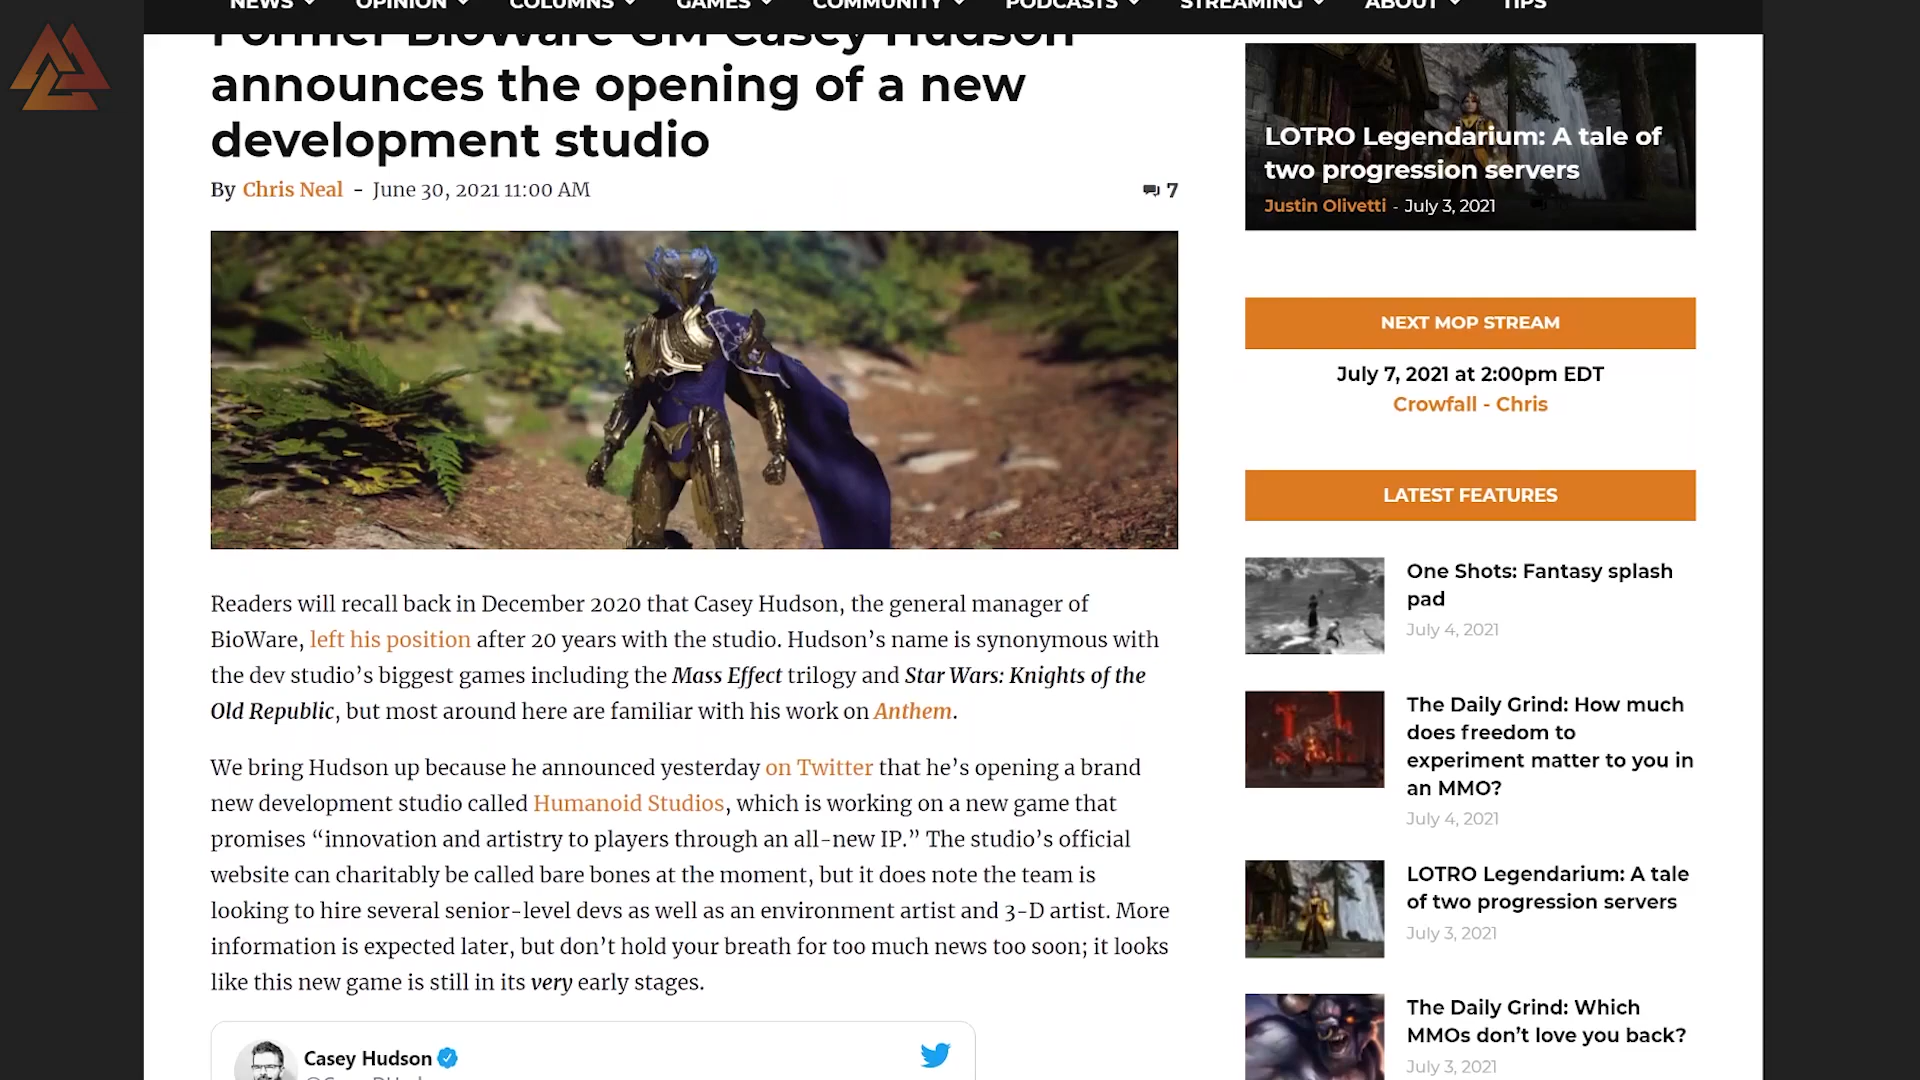 NEWS OPINION COLUMNS GAMES COMMUNITY PODCASTS STREAMING ABOUT TIPS
Former BioWare GM Casey Hudson
announces the opening of a new
development studio
By Chris Neal - June 30, 2021 11:00 AM
7
Readers will recall back in December 2020 that Casey Hudson, the general manager of
BioWare, left his position after 20 years with the studio. Hudson’s name is synonymous with
the dev studio’s biggest games including the Mass Effect trilogy and Star Wars: Knights of the
Old Republic, but most around here are familiar with his work on Anthem.
We bring Hudson up because he announced yesterday on Twitter that he’s opening a brand
new development studio called Humanoid Studios, which is working on a new game that
promises “innovation and artistry to players through an all-new IP.” The studio’s official
website can charitably be called bare bones at the moment, but it does note the team is
looking to hire several senior-level devs as well as an environment artist and 3-D artist. More
information is expected later, but don’t hold your breath for too much news too soon; it looks
like this new game is still in its very early stages.
Casey Hudson
LOTRO Legendarium: A tale of
two progression servers
Justin Olivetti - July 3, 2021
NEXT MOP STREAM
July 7, 2021 at 2:00pm EDT
Crowfall - Chris
LATEST FEATURES
One Shots: Fantasy splash
pad
July 4, 2021
The Daily Grind: How much
does freedom to
experiment matter to you in
an MMO?
July 4, 2021
LOTRO Legendarium: A tale
of two progression servers
July 3, 2021
The Daily Grind: Which
MMOs don’t love you back?
July 3, 2021